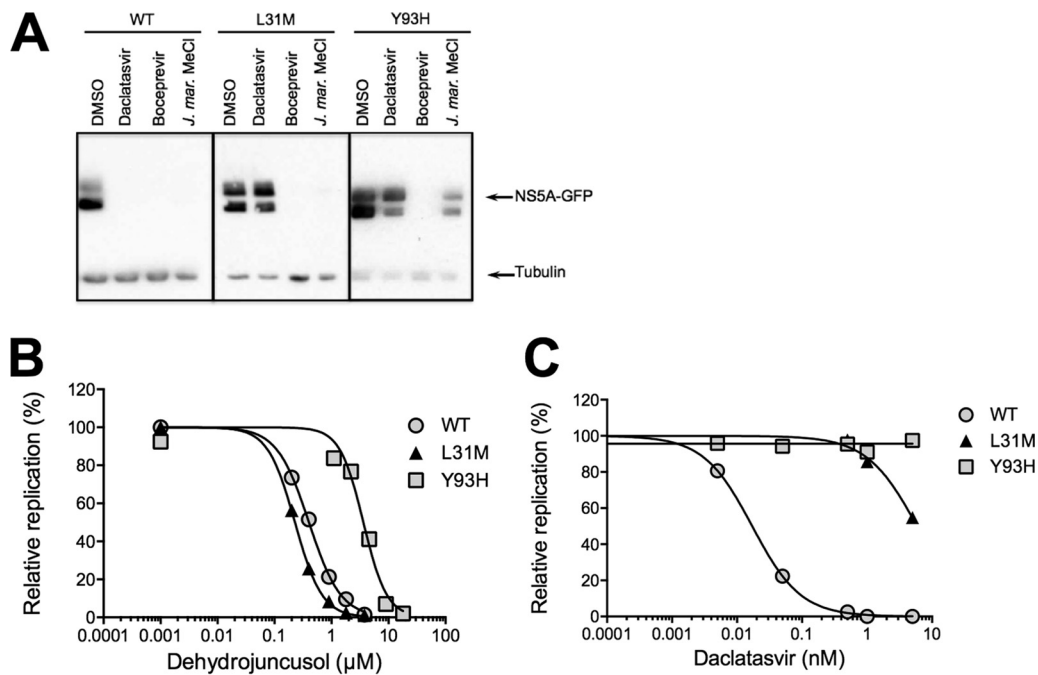 A
WT
L31M
Y93H
DMSO
Daclatasvir
Boceprevir
J. mar. MeCl
DMSO
Daclatasvir
Boceprevir
J. mar. MeCl
DMSO
Daclatasvir
Boceprevir
J. mar. MeCl
NS5A-GFP
Tubulin
B
Relative replication (%)
120
100
80
60
40
20
0
0.0001
0.001
0.01
0.1
1
10
100
Dehydrojuncusol (µM)
WT
L31M
Y93H
C
Relative replication (%)
120
100
80
60
40
20
0
0.0001
0.001
0.01
0.1
1
10
Daclatasvir (nM)
WT
L31M
Y93H